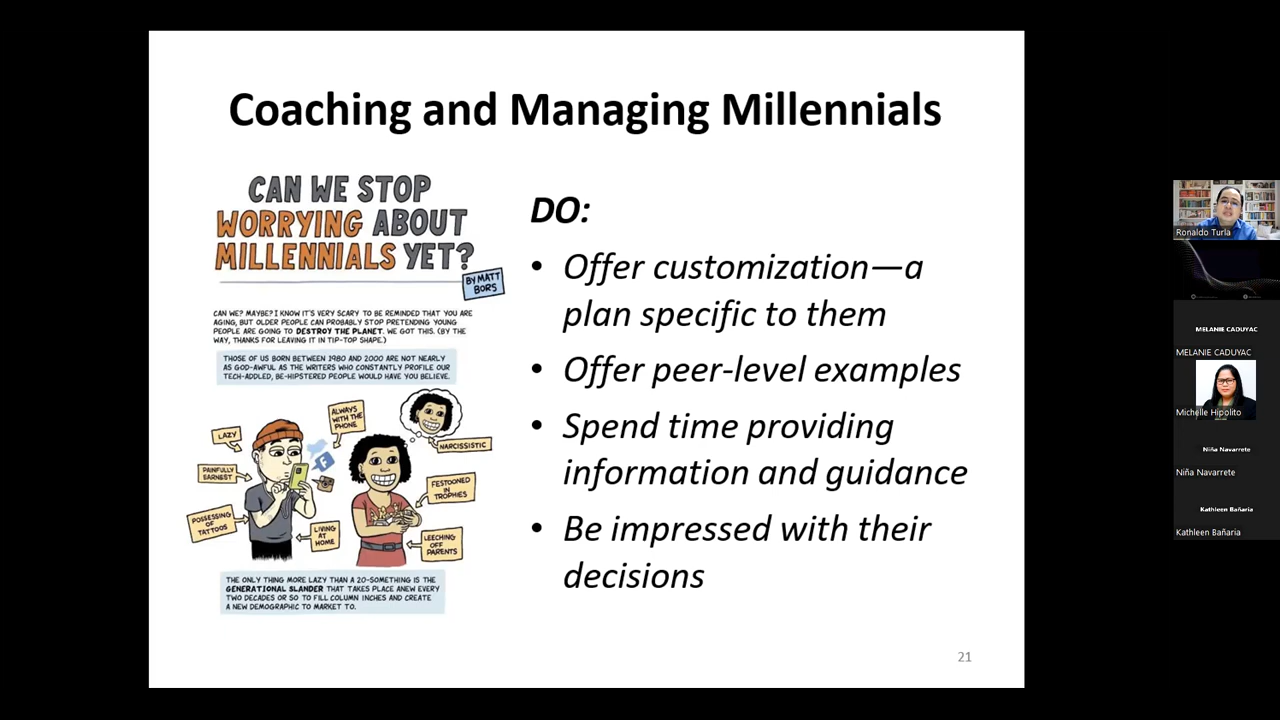 Coaching and Managing Millennials
CAN WE STOP
WORRYING ABOUT
MILLENNIALS YET?
BY MATT
BORS
CAN WE? MAYBE? I KNOW IT'S VERY SCARY TO BE REMINDED THAT YOU ARE
AGING, BUT OLDER PEOPLE CAN PROBABLY STOP PRETENDING YOUNG
PEOPLE ARE GOING TO DESTROY THE PLANET. WE GOT THIS. (BY THE
WAY, THANKS FOR LEAVING IT IN TIP-TOP SHAPE.)
THOSE OF US BORN BETWEEN 1980 AND 2000 ARE NOT NEARLY
AS GOD-AWFUL AS THE WRITERS WHO CONSTANTLY PROFILE OUR
TECH-ADDLED, BE-HIPSTERED PEOPLE WOULD HAVE YOU BELIEVE.
LAZY
ALWAYS
WITH THE
PHONE
NARCISSISTIC
PAINFULLY
EARNEST
FESTOONED
IN
TROPHIES
POSSESSING
OF
TATTOOS
LIVING
AT
HOME
LEECHING
OFF
PARENTS
THE ONLY THING MORE LAZY THAN A 20-SOMETHING IS THE
GENERATIONAL SLANDER THAT TAKES PLACE ANEW EVERY
TWO DECADES OR SO TO FILL COLUMN INCHES AND CREATE
A NEW DEMOGRAPHIC TO MARKET TO.
DO:
• Offer customization—a
plan specific to them
• Offer peer-level examples
• Spend time providing
information and guidance
• Be impressed with their
decisions
21
Ronaldo Turla
MELANIE CADUYAC
MELANIE CADUYAC
Michelle Hipolito
Niña Navarrete
Niña Navarrete
Kathleen Bañaria
Kathleen Bañaria